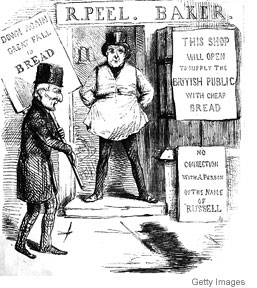 R. PEEL. BAKER.
DOWN AGAIN
GREAT FALL
IN
BREAD
THIS SHOP
WILL OPEN
TO SUPPLY THE
BRITISH PUBLIC
WITH CHEAP
BREAD
NO
CONNECTION
WITH A PERSON
OF THE NAME
OF RUSSELL
Getty Images